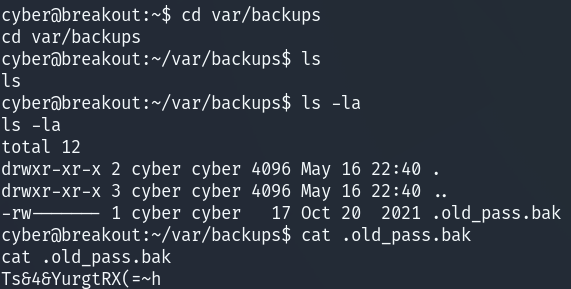 cyber@breakout:~$ cd var/backups
cd var/backups
cyber@breakout:~/var/backups$ ls
ls
cyber@breakout:~/var/backups$ ls -la
ls -la
total 12
drwxr-xr-x 2 cyber cyber 4096 May 16 22:40 .
drwxr-xr-x 3 cyber cyber 4096 May 16 22:40 ..
-rw------- 1 cyber cyber   17 Oct 20  2021 .old_pass.bak
cyber@breakout:~/var/backups$ cat .old_pass.bak
cat .old_pass.bak
Ts&4&YurgtRX(=~h